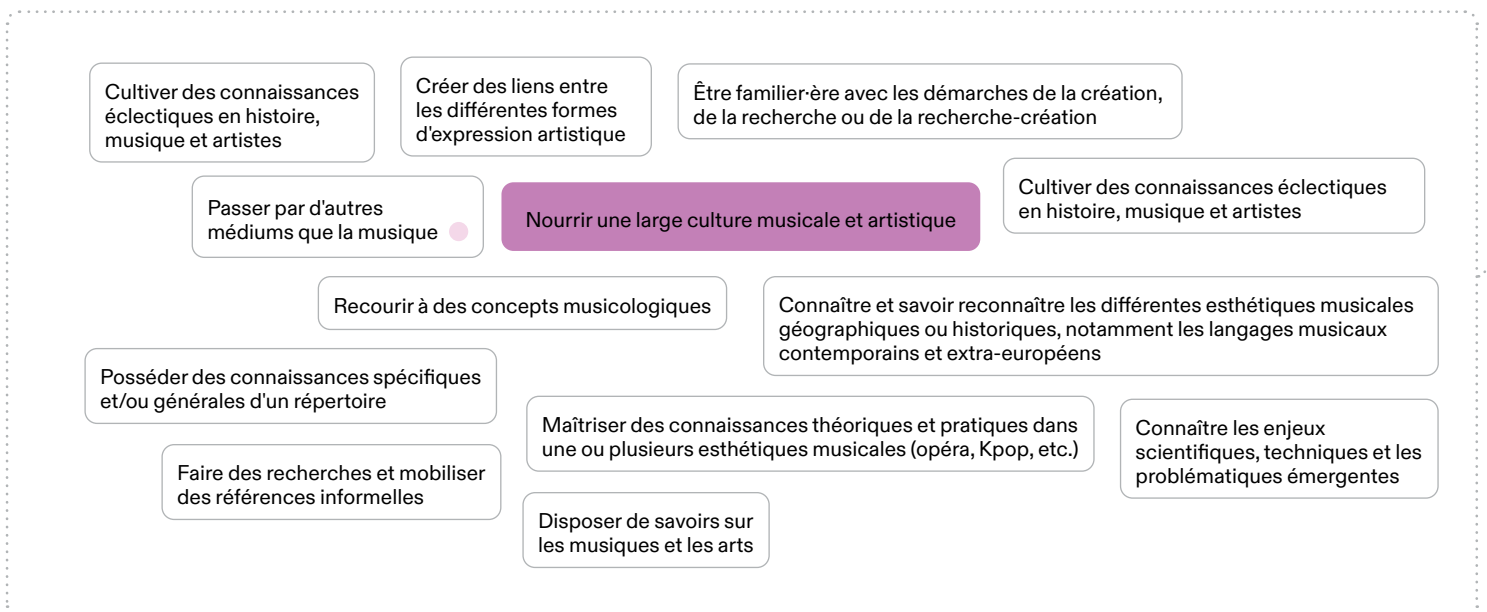 Cultiver des connaissances
éclectiques en histoire,
musique et artistes
Créer des liens entre
les différentes formes
d'expression artistique
Être familier·ère avec les démarches de la création,
de la recherche ou de la recherche-création
Passer par d'autres
médiums que la musique
Nourrir une large culture musicale et artistique
Cultiver des connaissances éclectiques
en histoire, musique et artistes
Recourir à des concepts musicologiques
Connaître et savoir reconnaître les différentes esthétiques musicales
géographiques ou historiques, notamment les langages musicaux
contemporains et extra-européens
Posséder des connaissances spécifiques
et/ou générales d'un répertoire
Maîtriser des connaissances théoriques et pratiques dans
une ou plusieurs esthétiques musicales (opéra, Kpop, etc.)
Connaître les enjeux
scientifiques, techniques et les
problématiques émergentes
Faire des recherches et mobiliser
des références informelles
Disposer de savoirs sur
les musiques et les arts